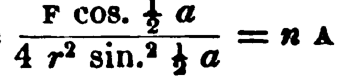 = F cos. ½ a / 4 r² sin.² ½ a = n A